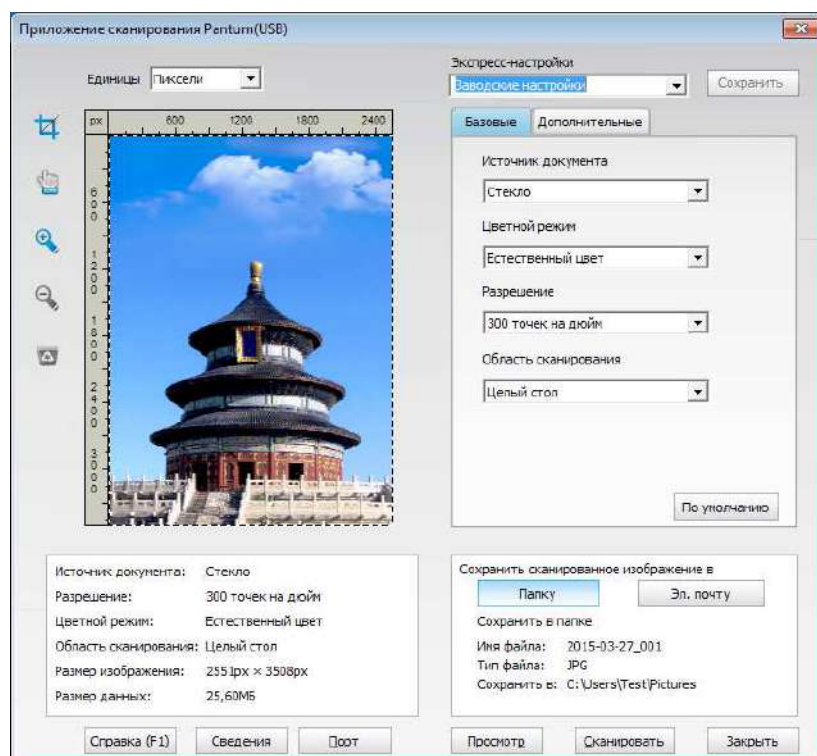 Приложение сканирования Pantum(USB)
Единицы Пиксели
Экспресс-настройки
Заводские настройки Сохранить
px 600 1200 1800 2400
600
1200
1800
2400
3000
Базовые Дополнительные
Источник документа
Стекло
Цветной режим
Естественный цвет
Разрешение
300 точек на дюйм
Область сканирования
Целый стол
По умолчанию
Источник документа: Стекло
Разрешение: 300 точек на дюйм
Цветной режим: Естественный цвет
Область сканирования: Целый стол
Размер изображения: 2551px × 3508px
Размер данных: 25,60МБ
Сохранить сканированное изображение в
Папку Эл. почту
Сохранить в папке
Имя файла: 2015-03-27_001
Тип файла: JPG
Сохранить в: C:\Users\Test\Pictures
Справка (F1) Сведения Порт Просмотр Сканировать Закрыть